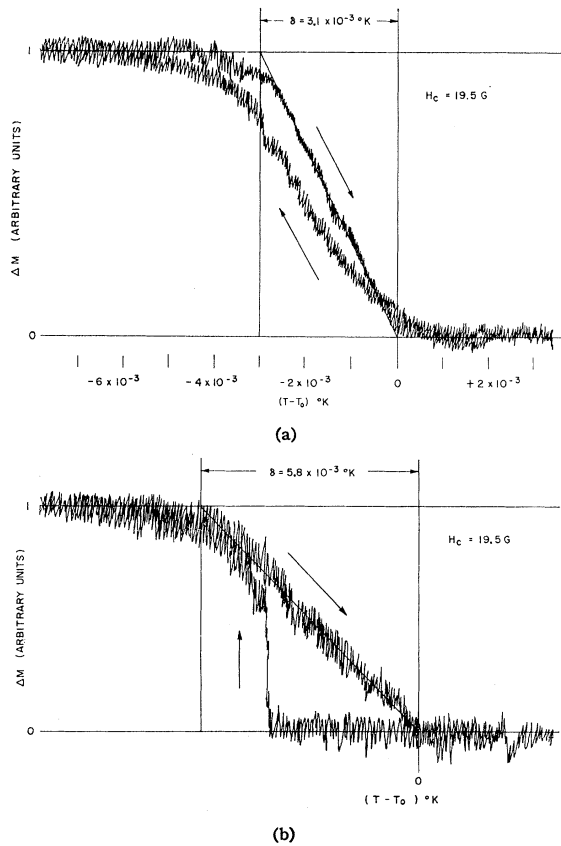 δ = 3.1 x 10⁻³ °K
1
H_C = 19.5 G
ΔM (ARBITRARY UNITS)
0
-6 x 10⁻³ -4 x 10⁻³ -2 x 10⁻³ 0 +2 x 10⁻³
(T-T₀) °K
(a)
δ = 5.8 x 10⁻³ °K
1
H_C = 19.5 G
ΔM (ARBITRARY UNITS)
0
0
(T-T₀) °K
(b)